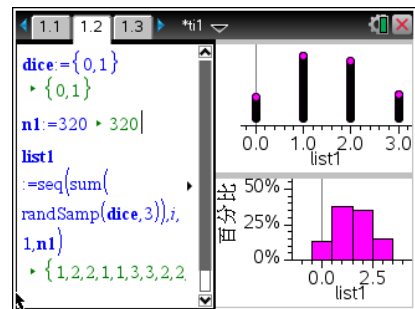 1.1 1.2 1.3 *ti1
dice:={0,1}
▸ {0,1}
n1:=320 ▸ 320
list1
:=seq(sum(
randSamp(dice,3)),i,
1,n1)
▸ {1,2,2,1,1,3,3,2,2,
0.0 1.0 2.0 3.0
list1
百分比
50%
25%
0%
0.0 2.5
list1